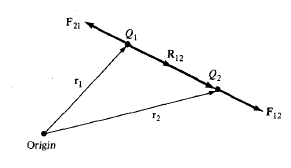 F₂₁
Q₁
R₁₂
Q₂
r₁
r₂
F₁₂
Origin